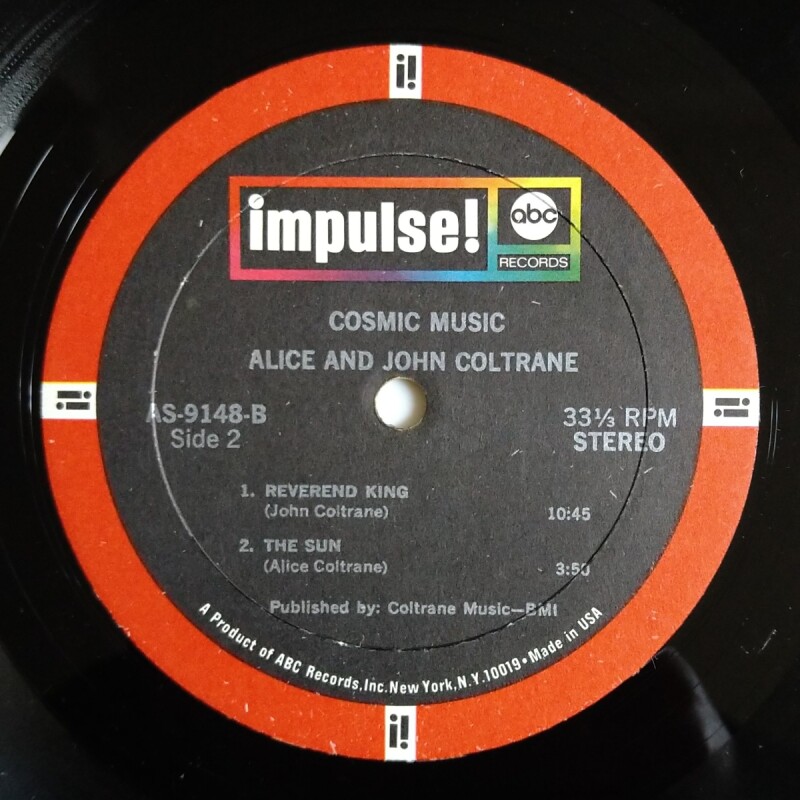 i!
impulse!
abc
RECORDS
COSMIC MUSIC
ALICE AND JOHN COLTRANE
AS-9148-B
Side 2
33⅓ RPM
STEREO
i!
i!
1. REVEREND KING
(John Coltrane)
10:45
2. THE SUN
(Alice Coltrane)
3:50
Published by: Coltrane Music—BMI
A Product of ABC Records, Inc. New York, N.Y. 10019 • Made in USA
i!